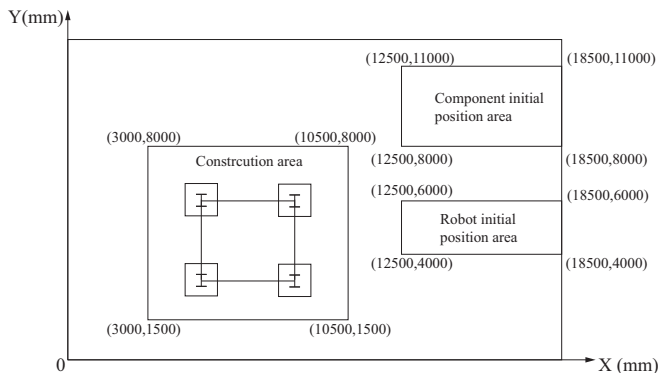 Y(mm)
(12500,11000)
(18500,11000)
Component initial
position area
(3000,8000)
(10500,8000)
Constrcution area
(12500,8000)
(18500,8000)
(12500,6000)
(18500,6000)
Robot initial
position area
(12500,4000)
(18500,4000)
(3000,1500)
(10500,1500)
0
X (mm)